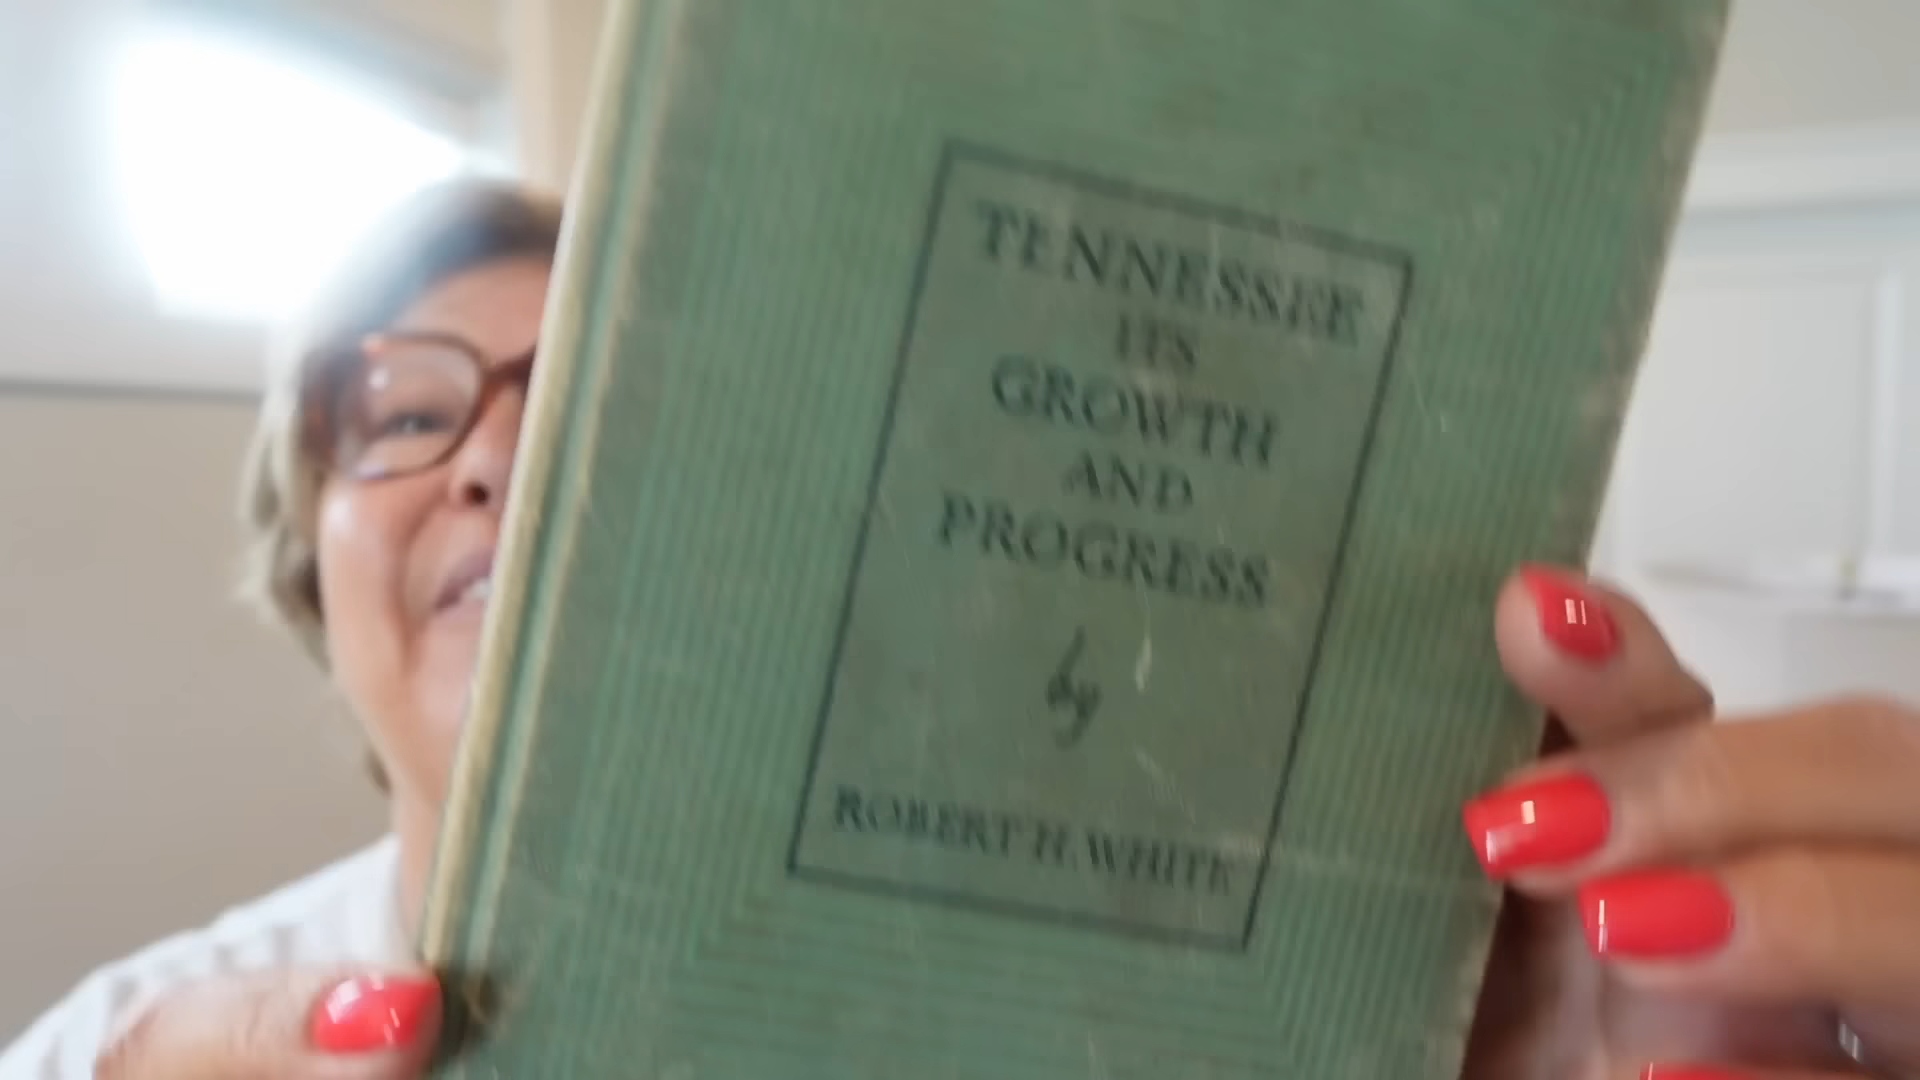 TENNESSEE
ITS
GROWTH
AND
PROGRESS
by
ROBERT H. WHITE